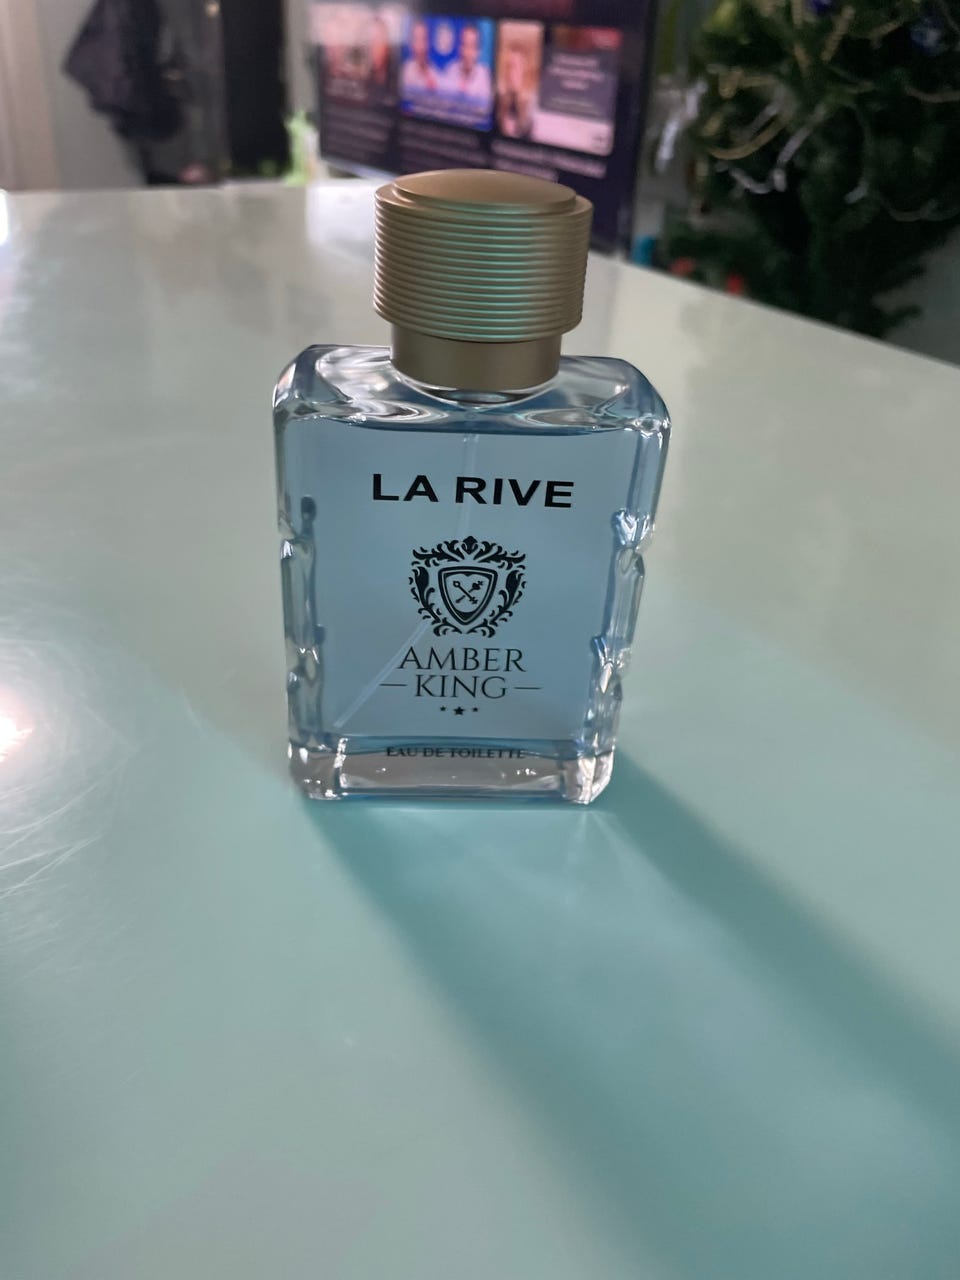 LA RIVE
AMBER
KING
EAU DE TOILETTE